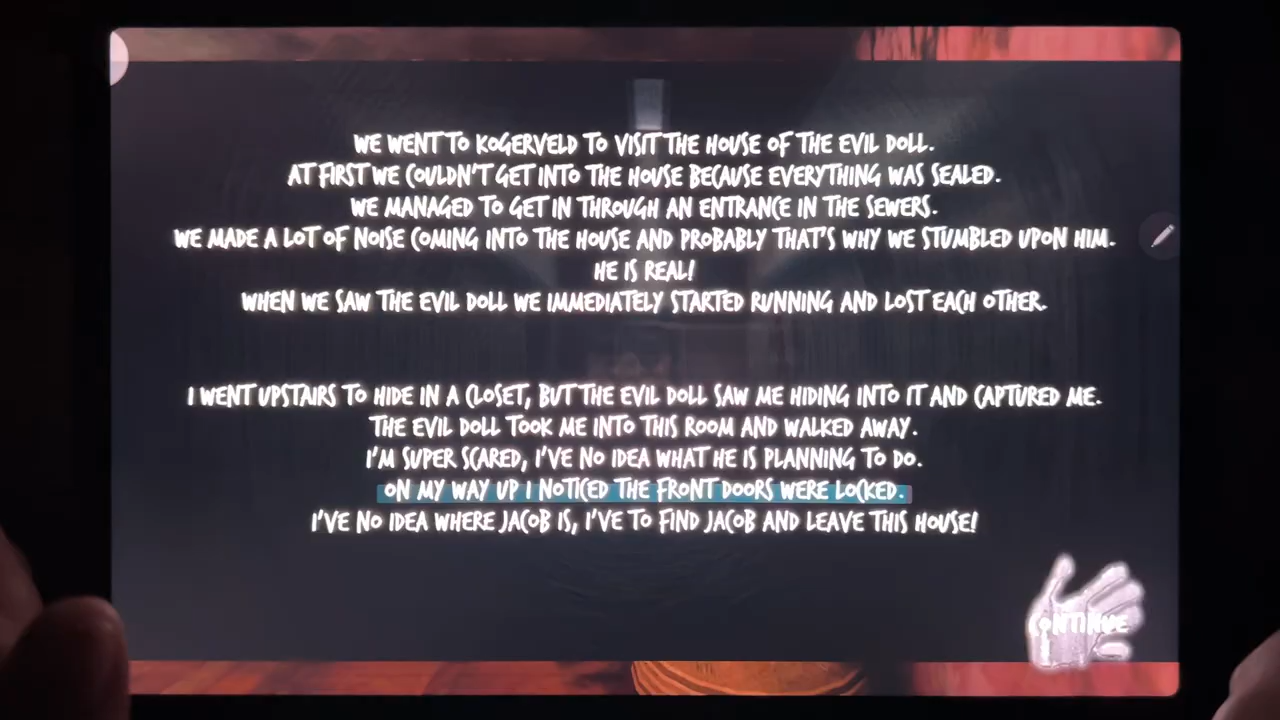 WE WENT TO KOGERVELD TO VISIT THE HOUSE OF THE EVIL DOLL.
AT FIRST WE COULDN'T GET INTO THE HOUSE BECAUSE EVERYTHING WAS SEALED.
WE MANAGED TO GET IN THROUGH AN ENTRANCE IN THE SEWERS.
WE MADE A LOT OF NOISE COMING INTO THE HOUSE AND PROBABLY THAT'S WHY WE STUMBLED UPON HIM.
HE IS REAL!
WHEN WE SAW THE EVIL DOLL WE IMMEDIATELY STARTED RUNNING AND LOST EACH OTHER.
I WENT UPSTAIRS TO HIDE IN A CLOSET, BUT THE EVIL DOLL SAW ME HIDING INTO IT AND CAPTURED ME.
THE EVIL DOLL TOOK ME INTO THIS ROOM AND WALKED AWAY.
I'M SUPER SCARED, I'VE NO IDEA WHAT HE IS PLANNING TO DO.
ON MY WAY UP I NOTICED THE FRONT DOORS WERE LOCKED.
I'VE NO IDEA WHERE JACOB IS, I'VE TO FIND JACOB AND LEAVE THIS HOUSE!
CONTINUE